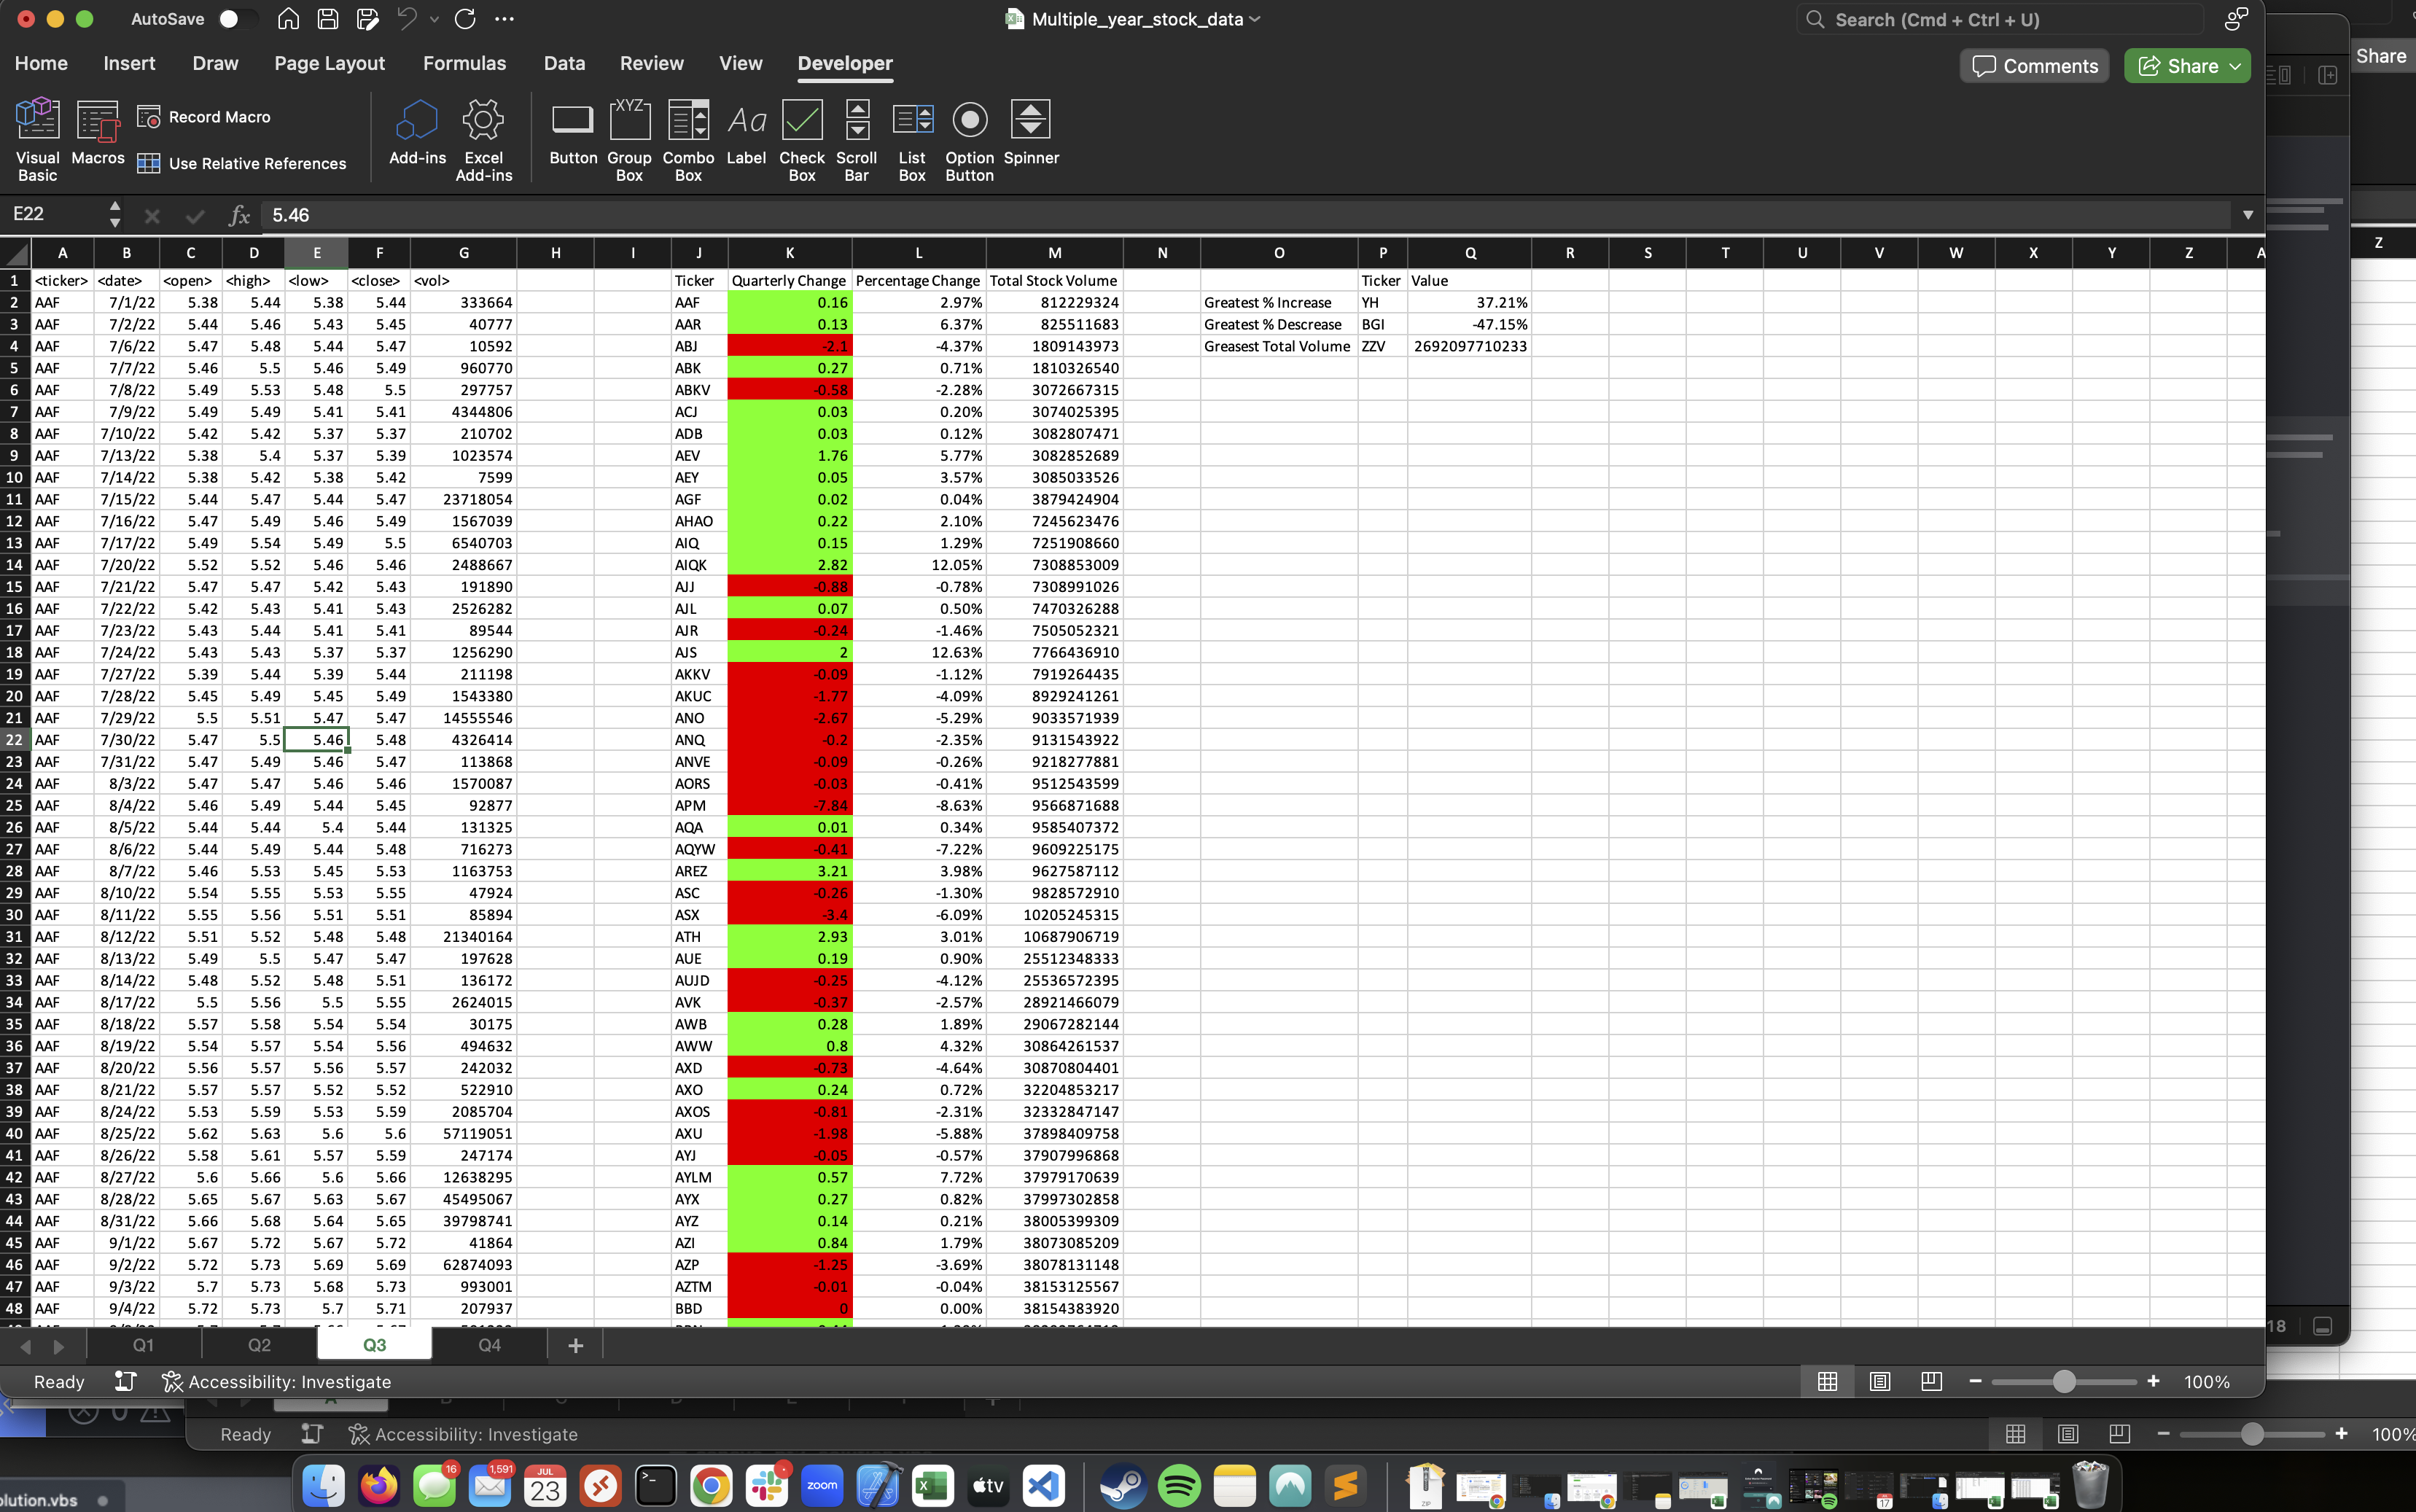 AutoSave Multiple_year_stock_data Search (Cmd + Ctrl + U)
Home Insert Draw Page Layout Formulas Data Review View Developer Comments Share Share
Record Macro
Use Relative References
Visual Basic Macros Add-ins Excel Add-ins Button Group Box Combo Box Label Check Box Scroll Bar List Box Option Button Spinner
E22 fx 5.46
A B C D E F G H I J K L M N O P Q R S T U V W X Y Z A Z
1 <ticker> <date> <open> <high> <low> <close> <vol> Ticker Quarterly Change Percentage Change Total Stock Volume Ticker Value
2 AAF 7/1/22 5.38 5.44 5.38 5.44 333664 AAF 0.16 2.97% 812229324 Greatest % Increase YH 37.21%
3 AAF 7/2/22 5.44 5.46 5.43 5.45 40777 AAR 0.13 6.37% 825511683 Greatest % Descrease BGI -47.15%
4 AAF 7/6/22 5.47 5.48 5.44 5.47 10592 ABJ -2.1 -4.37% 1809143973 Greasest Total Volume ZZV 2692097710233
5 AAF 7/7/22 5.46 5.5 5.46 5.49 960770 ABK 0.27 0.71% 1810326540
6 AAF 7/8/22 5.49 5.53 5.48 5.5 297757 ABKV -0.58 -2.28% 3072667315
7 AAF 7/9/22 5.49 5.49 5.41 5.41 4344806 ACJ 0.03 0.20% 3074025395
8 AAF 7/10/22 5.42 5.42 5.37 5.37 210702 ADB 0.03 0.12% 3082807471
9 AAF 7/13/22 5.38 5.4 5.37 5.39 1023574 AEV 1.76 5.77% 3082852689
10 AAF 7/14/22 5.38 5.42 5.38 5.42 7599 AEY 0.05 3.57% 3085033526
11 AAF 7/15/22 5.44 5.47 5.44 5.47 23718054 AGF 0.02 0.04% 3879424904
12 AAF 7/16/22 5.47 5.49 5.46 5.49 1567039 AHAO 0.22 2.10% 7245623476
13 AAF 7/17/22 5.49 5.54 5.49 5.5 6540703 AIQ 0.15 1.29% 7251908660
14 AAF 7/20/22 5.52 5.52 5.46 5.46 2488667 AIQK 2.82 12.05% 7308853009
15 AAF 7/21/22 5.47 5.47 5.42 5.43 191890 AJJ -0.88 -0.78% 7308991026
16 AAF 7/22/22 5.42 5.43 5.41 5.43 2526282 AJL 0.07 0.50% 7470326288
17 AAF 7/23/22 5.43 5.44 5.41 5.41 89544 AJR -0.24 -1.46% 7505052321
18 AAF 7/24/22 5.43 5.43 5.37 5.37 1256290 AJS 2 12.63% 7766436910
19 AAF 7/27/22 5.39 5.44 5.39 5.44 211198 AKKV -0.09 -1.12% 7919264435
20 AAF 7/28/22 5.45 5.49 5.45 5.49 1543380 AKUC -1.77 -4.09% 8929241261
21 AAF 7/29/22 5.5 5.51 5.47 5.47 14555546 ANO -2.67 -5.29% 9033571939
22 AAF 7/30/22 5.47 5.5 5.46 5.48 4326414 ANQ -0.2 -2.35% 9131543922
23 AAF 7/31/22 5.47 5.49 5.46 5.47 113868 ANVE -0.09 -0.26% 9218277881
24 AAF 8/3/22 5.47 5.47 5.46 5.46 1570087 AORS -0.03 -0.41% 9512543599
25 AAF 8/4/22 5.46 5.49 5.44 5.45 92877 APM -7.84 -8.63% 9566871688
26 AAF 8/5/22 5.44 5.44 5.4 5.44 131325 AQA 0.01 0.34% 9585407372
27 AAF 8/6/22 5.44 5.49 5.44 5.48 716273 AQYW -0.41 -7.22% 9609225175
28 AAF 8/7/22 5.46 5.53 5.45 5.53 1163753 AREZ 3.21 3.98% 9627587112
29 AAF 8/10/22 5.54 5.55 5.53 5.55 47924 ASC -0.26 -1.30% 9828572910
30 AAF 8/11/22 5.55 5.56 5.51 5.51 85894 ASX -3.4 -6.09% 10205245315
31 AAF 8/12/22 5.51 5.52 5.48 5.48 21340164 ATH 2.93 3.01% 10687906719
32 AAF 8/13/22 5.49 5.5 5.47 5.47 197628 AUE 0.19 0.90% 25512348333
33 AAF 8/14/22 5.48 5.52 5.48 5.51 136172 AUJD -0.25 -4.12% 25536572395
34 AAF 8/17/22 5.5 5.56 5.5 5.55 2624015 AVK -0.37 -2.57% 28921466079
35 AAF 8/18/22 5.57 5.58 5.54 5.54 30175 AWB 0.28 1.89% 29067282144
36 AAF 8/19/22 5.54 5.57 5.54 5.56 494632 AWW 0.8 4.32% 30864261537
37 AAF 8/20/22 5.56 5.57 5.56 5.57 242032 AXD -0.73 -4.64% 30870804401
38 AAF 8/21/22 5.57 5.57 5.52 5.52 522910 AXO 0.24 0.72% 32204853217
39 AAF 8/24/22 5.53 5.59 5.53 5.59 2085704 AXOS -0.81 -2.31% 32332847147
40 AAF 8/25/22 5.62 5.63 5.6 5.6 57119051 AXU -1.98 -5.88% 37898409758
41 AAF 8/26/22 5.58 5.61 5.57 5.59 247174 AYJ -0.05 -0.57% 37907996868
42 AAF 8/27/22 5.6 5.66 5.6 5.66 12638295 AYLM 0.57 7.72% 37979170639
43 AAF 8/28/22 5.65 5.67 5.63 5.67 45495067 AYX 0.27 0.82% 37997302858
44 AAF 8/31/22 5.66 5.68 5.64 5.65 39798741 AYZ 0.14 0.21% 38005399309
45 AAF 9/1/22 5.67 5.72 5.67 5.72 41864 AZI 0.84 1.79% 38073085209
46 AAF 9/2/22 5.72 5.73 5.69 5.69 62874093 AZP -1.25 -3.69% 38078131148
47 AAF 9/3/22 5.7 5.73 5.68 5.73 993001 AZTM -0.01 -0.04% 38153125567
48 AAF 9/4/22 5.72 5.73 5.7 5.71 207937 BBD 0 0.00% 38154383920
Q1 Q2 Q3 Q4 + 18
Ready Accessibility: Investigate 100%
Ready Accessibility: Investigate 100%
16 1,591 JUL 23 zoom tv ZIP 17
olution.vbs